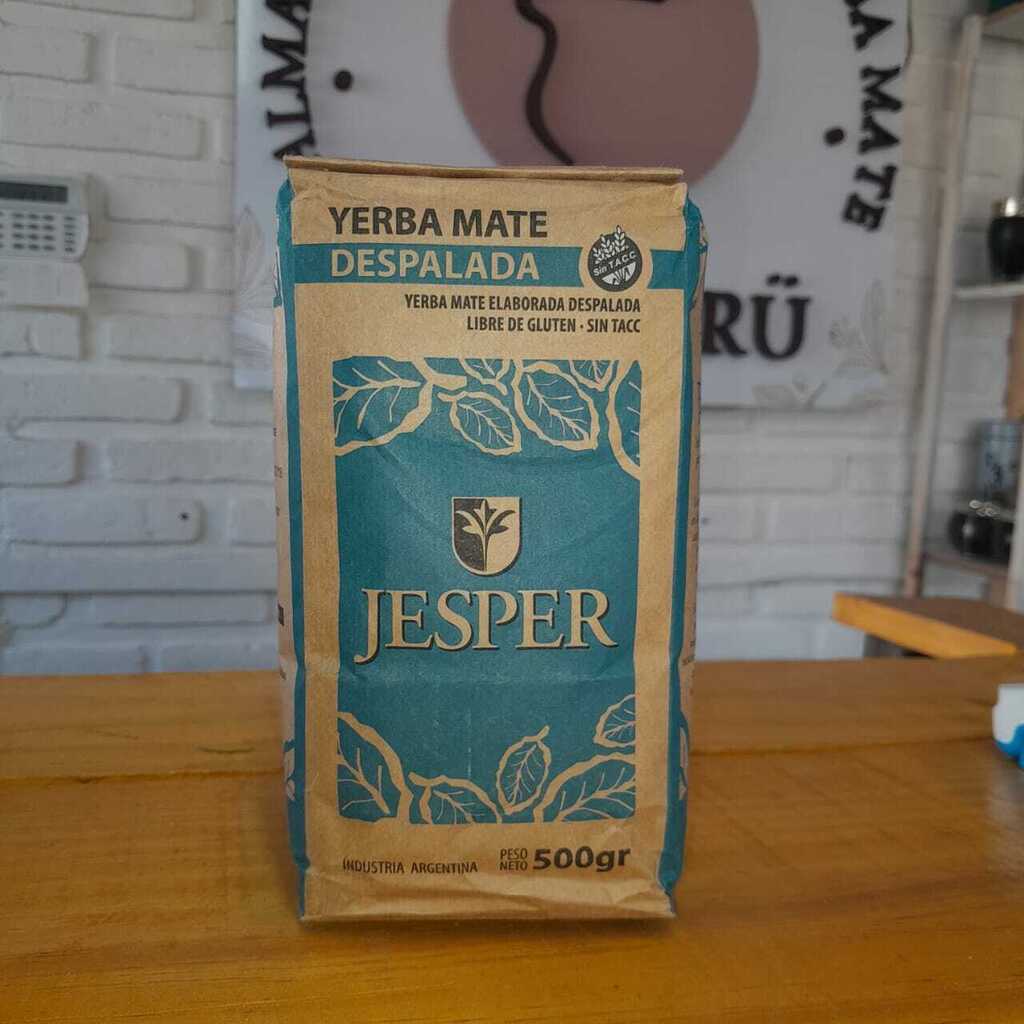 ALMA
BA MATE
RÜ
YERBA MATE
DESPALADA
Sin T.A.C.C
YERBA MATE ELABORADA DESPALADA
LIBRE DE GLUTEN · SIN TACC
JESPER
INDUSTRIA ARGENTINA
PESO
NETO 500gr